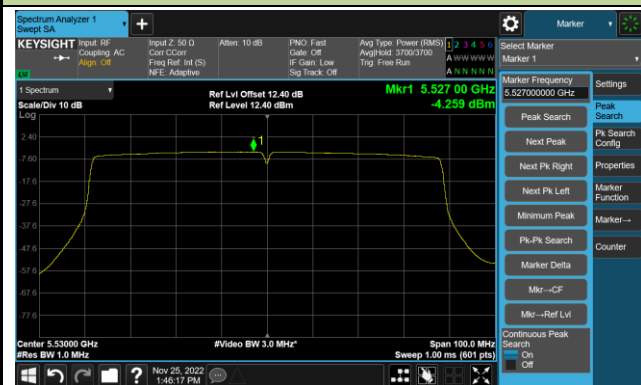 Spectrum Analyzer 1
Swept SA
Marker
KEYSIGHT
Input: RF
Coupling: AC
Align: Off
Input Z: 50 Ω
Corr CCorr
Freq Ref: Int (S)
NFE: Adaptive
Atten: 10 dB
PNO: Fast
Gate: Off
IF Gain: Low
Sig Track: Off
Avg Type: Power (RMS)
Avg|Hold: 3700/3700
Trig: Free Run
1 2 3 4 5 6
A W W W W W
A N N N N N
Select Marker
Marker 1
1 Spectrum
Scale/Div 10 dB
Log
Ref Lvl Offset 12.40 dB
Ref Level 12.40 dBm
Mkr1 5.527 00 GHz
-4.259 dBm
1
2.40
-7.60
-17.6
-27.6
-37.6
-47.6
-57.6
-67.6
-77.6
Center 5.53000 GHz
#Res BW 1.0 MHz
#Video BW 3.0 MHz*
Span 100.0 MHz
Sweep 1.00 ms (601 pts)
Marker Frequency
5.527000000 GHz
Peak Search
Next Peak
Next Pk Right
Next Pk Left
Minimum Peak
Pk-Pk Search
Marker Delta
Mkr→CF
Mkr→Ref Lvl
Continuous Peak
Search
On
Off
Settings
Peak
Search
Pk Search
Config
Properties
Marker
Function
Marker→
Counter
Nov 25, 2022
1:46:17 PM